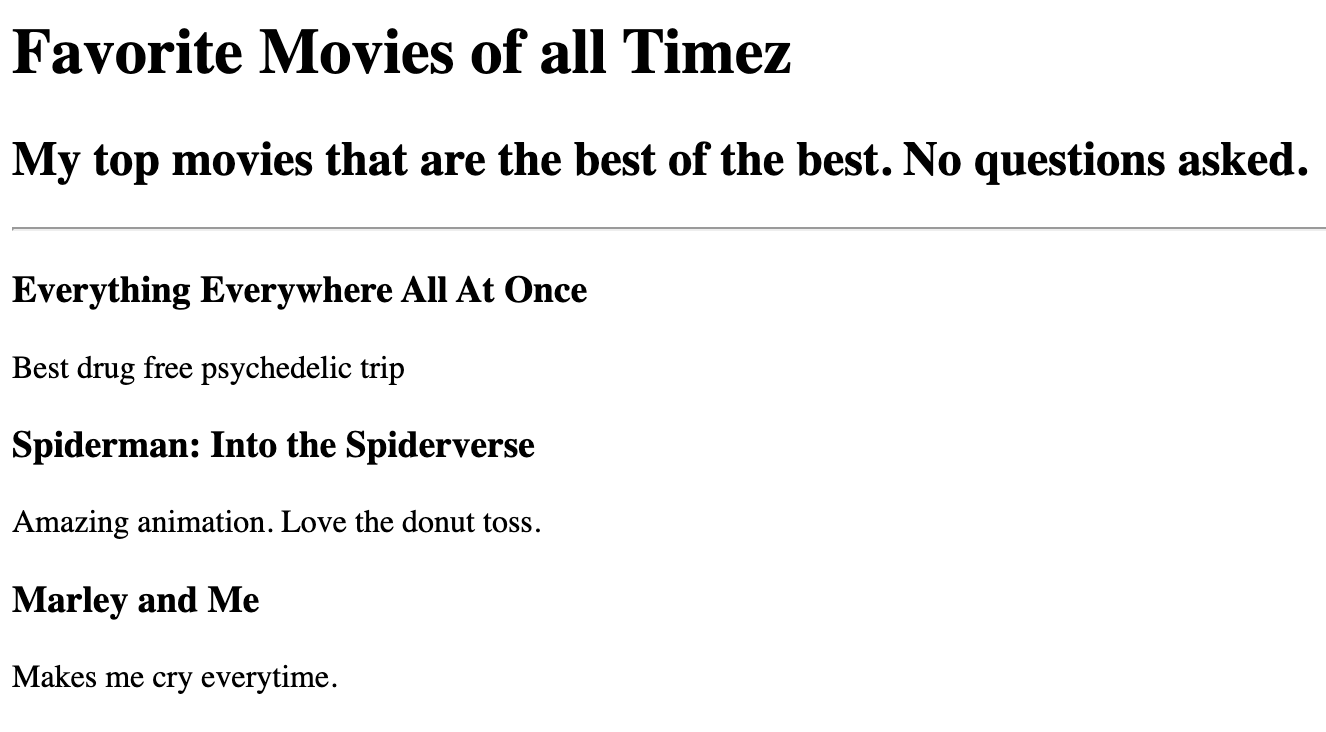 Favorite Movies of all Timez
My top movies that are the best of the best. No questions asked.
Everything Everywhere All At Once
Best drug free psychedelic trip
Spiderman: Into the Spiderverse
Amazing animation. Love the donut toss.
Marley and Me
Makes me cry everytime.